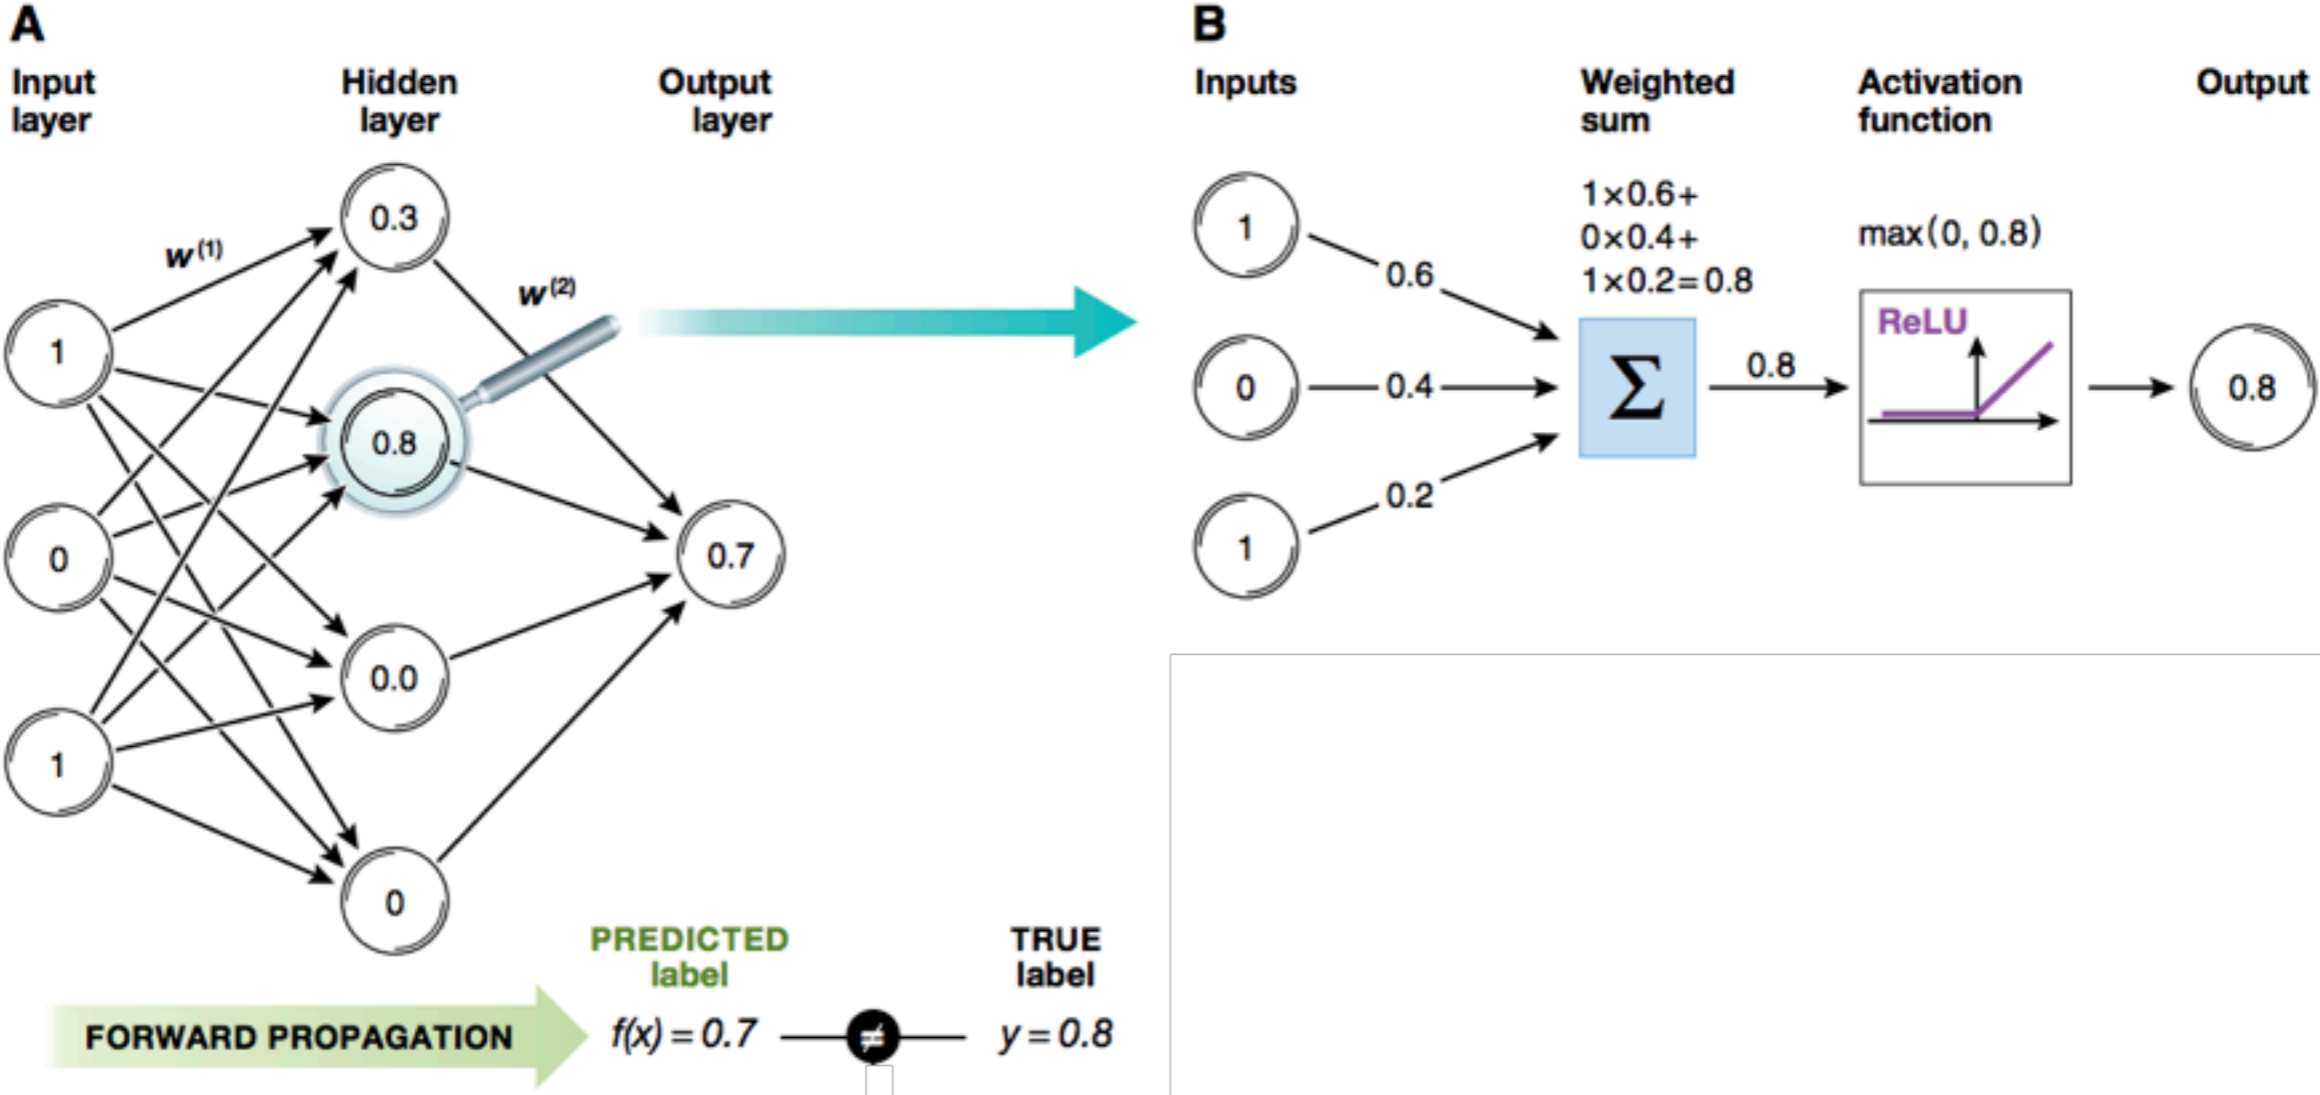 A
Input
layer
Hidden
layer
Output
layer
w(1)
w(2)
1
0
1
0.3
0.8
0.0
0
0.7
FORWARD PROPAGATION
PREDICTED
label
f(x) = 0.7
≠
TRUE
label
y = 0.8
B
Inputs
Weighted
sum
Activation
function
Output
1
0
1
0.6
0.4
0.2
1×0.6+
0×0.4+
1×0.2=0.8
Σ
0.8
max(0, 0.8)
ReLU
0.8